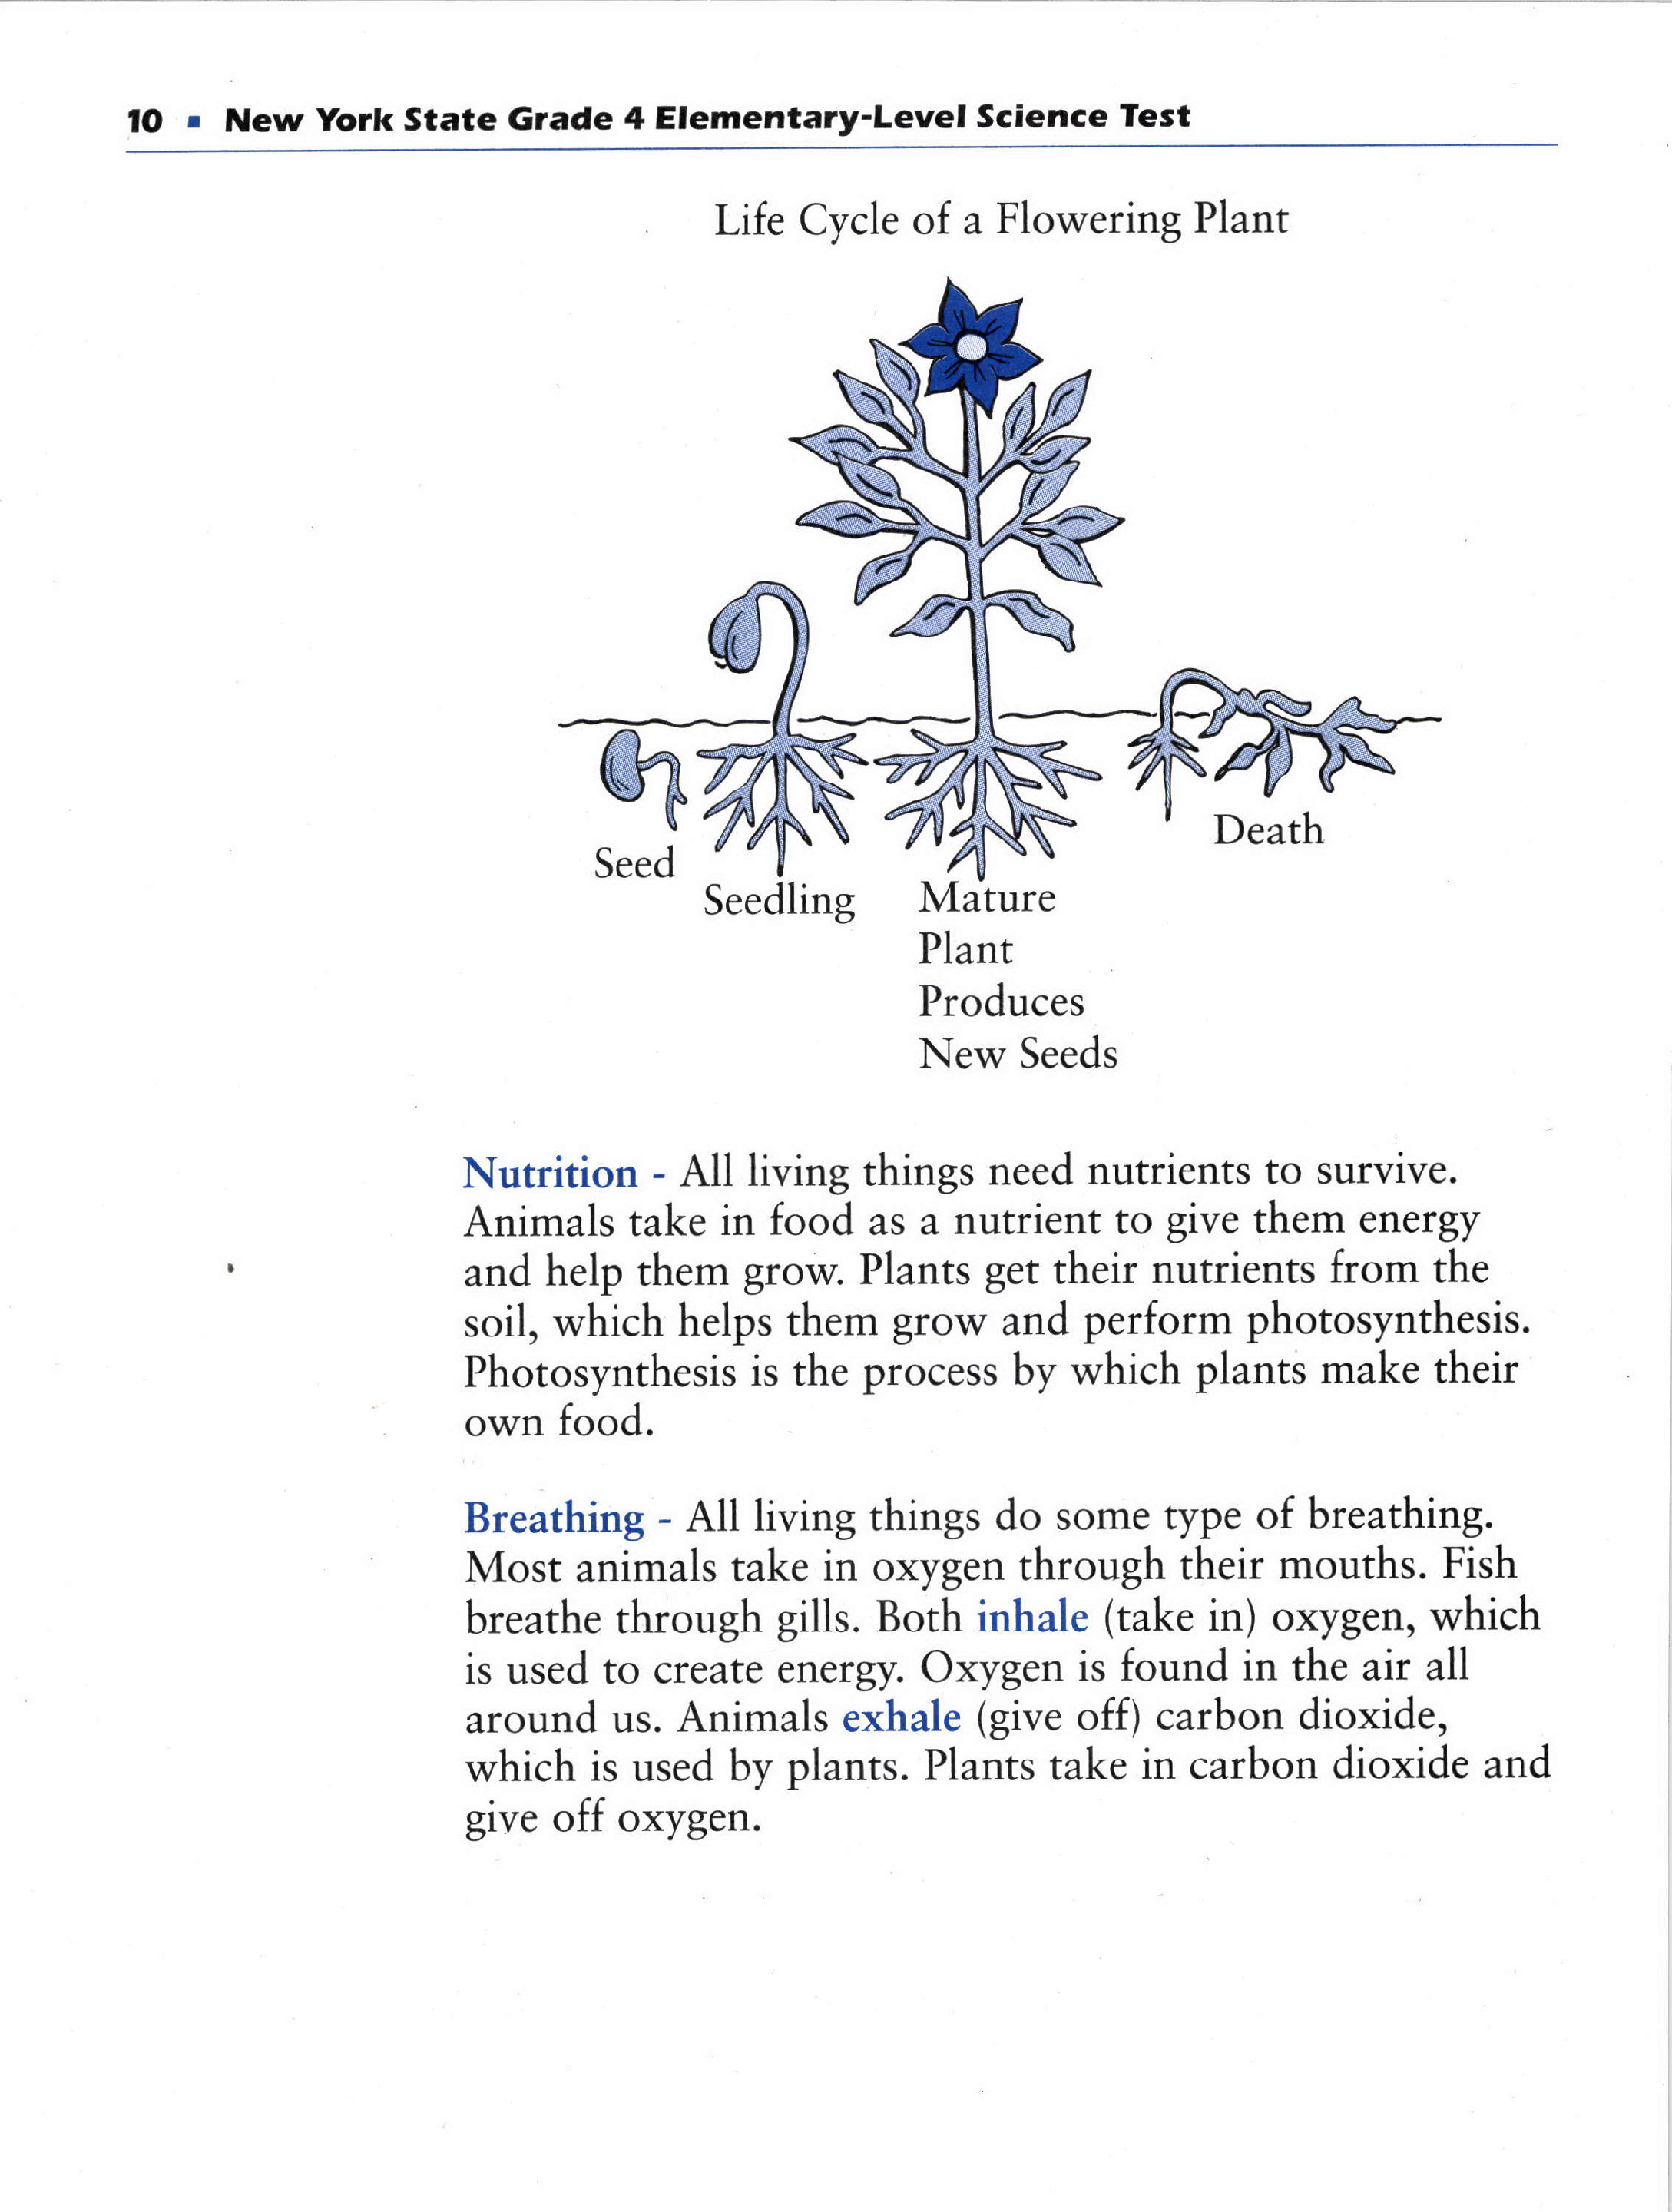 10 ▪ New York State Grade 4 Elementary-Level Science Test
Life Cycle of a Flowering Plant
Seed
Seedling
Mature
Plant
Produces
New Seeds
Death
Nutrition - All living things need nutrients to survive.
Animals take in food as a nutrient to give them energy
and help them grow. Plants get their nutrients from the
soil, which helps them grow and perform photosynthesis.
Photosynthesis is the process by which plants make their
own food.
Breathing - All living things do some type of breathing.
Most animals take in oxygen through their mouths. Fish
breathe through gills. Both inhale (take in) oxygen, which
is used to create energy. Oxygen is found in the air all
around us. Animals exhale (give off) carbon dioxide,
which is used by plants. Plants take in carbon dioxide and
give off oxygen.